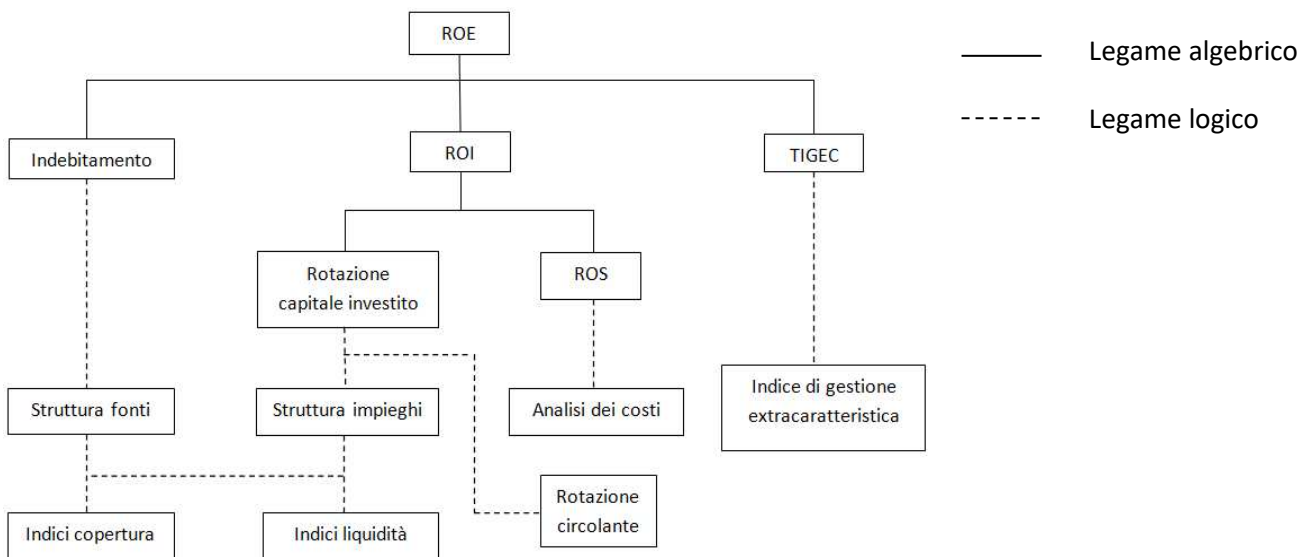 ROE
Legame algebrico
Legame logico
Indebitamento
ROI
TIGEC
Rotazione
capitale investito
ROS
Struttura fonti
Struttura impieghi
Analisi dei costi
Indice di gestione
extracaratteristica
Rotazione
circolante
Indici copertura
Indici liquidità